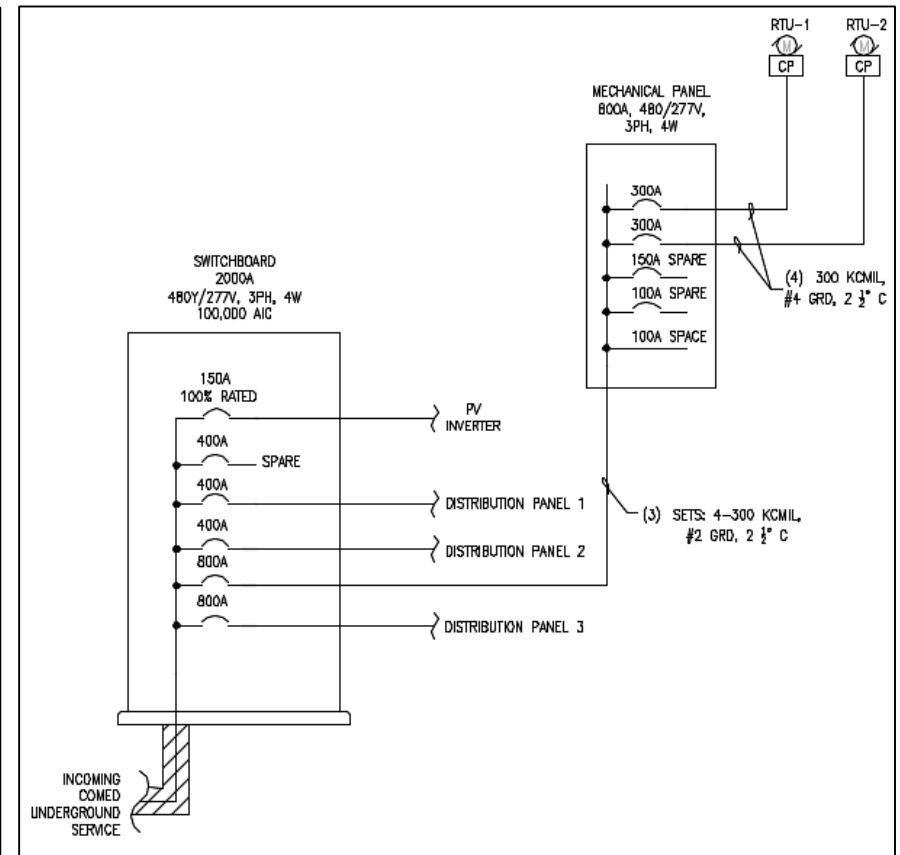 RTU-1
RTU-2
M
M
CP
CP
MECHANICAL PANEL
800A, 480/277V,
3PH, 4W
300A
300A
150A SPARE
100A SPARE
100A SPACE
(4) 300 KCMIL,
#4 GRD, 2 ½" C
SWITCHBOARD
2000A
480Y/277V, 3PH, 4W
100,000 AIC
150A
100% RATED
PV
INVERTER
400A
SPARE
400A
DISTRIBUTION PANEL 1
400A
DISTRIBUTION PANEL 2
800A
800A
DISTRIBUTION PANEL 3
(3) SETS: 4-300 KCMIL,
#2 GRD, 2 ½" C
INCOMING
COMED
UNDERGROUND
SERVICE